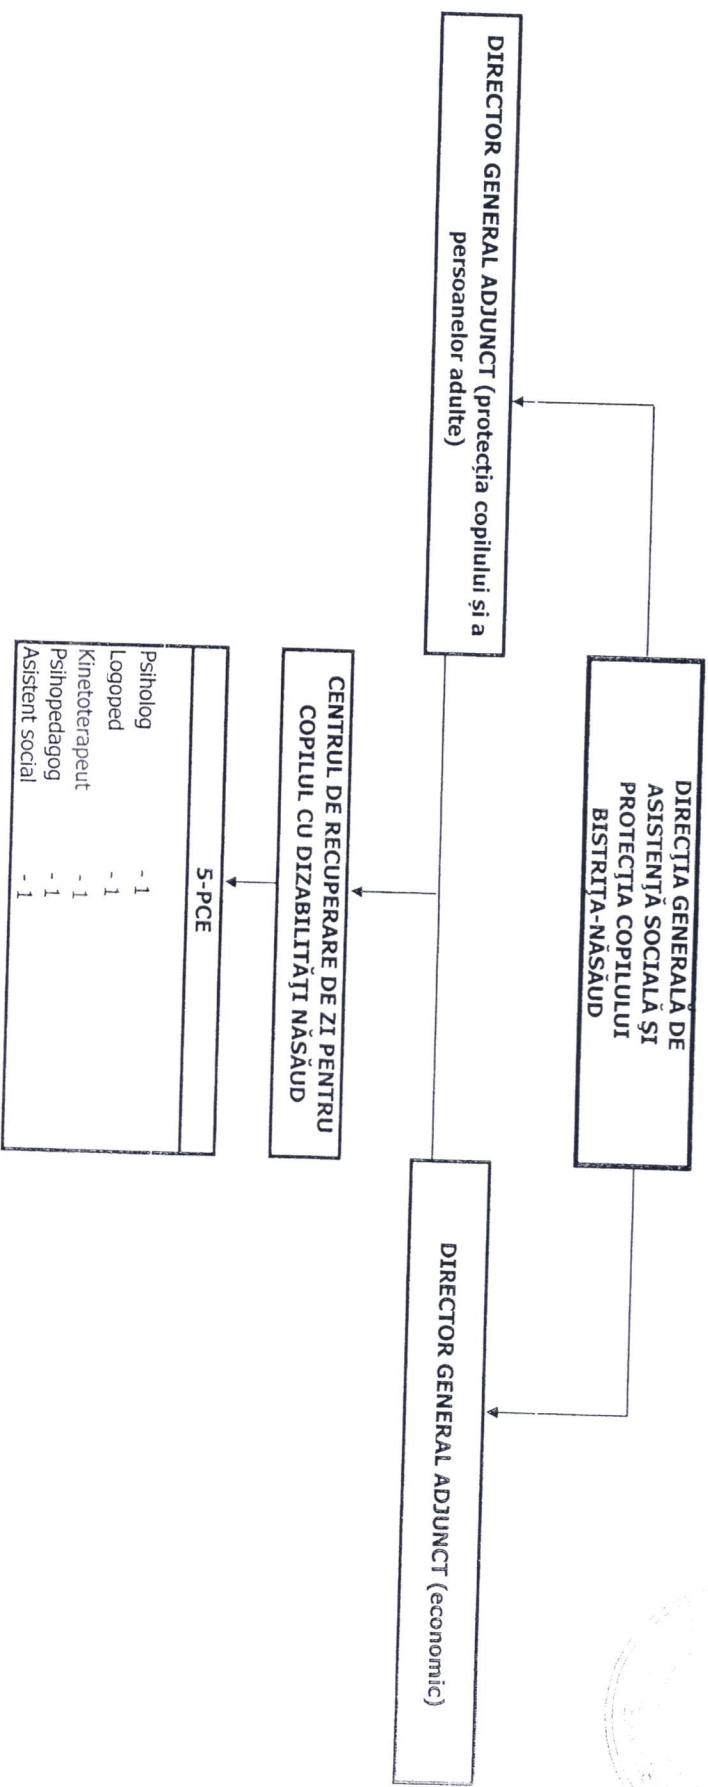 DIRECȚIA GENERALĂ DE
ASISTENȚĂ SOCIALĂ ȘI
PROTECȚIA COPILULUI
BISTRIȚA-NĂSĂUD
DIRECTOR GENERAL ADJUNCT (protecția copilului și a
persoanelor adulte)
DIRECTOR GENERAL ADJUNCT (economic)
CENTRUL DE RECUPERARE DE ZI PENTRU
COPILUL CU DIZABILITĂȚI NĂSĂUD
5-PCE
Psiholog - 1
Logoped - 1
Kinetoterapeut - 1
Psihopedagog - 1
Asistent social - 1